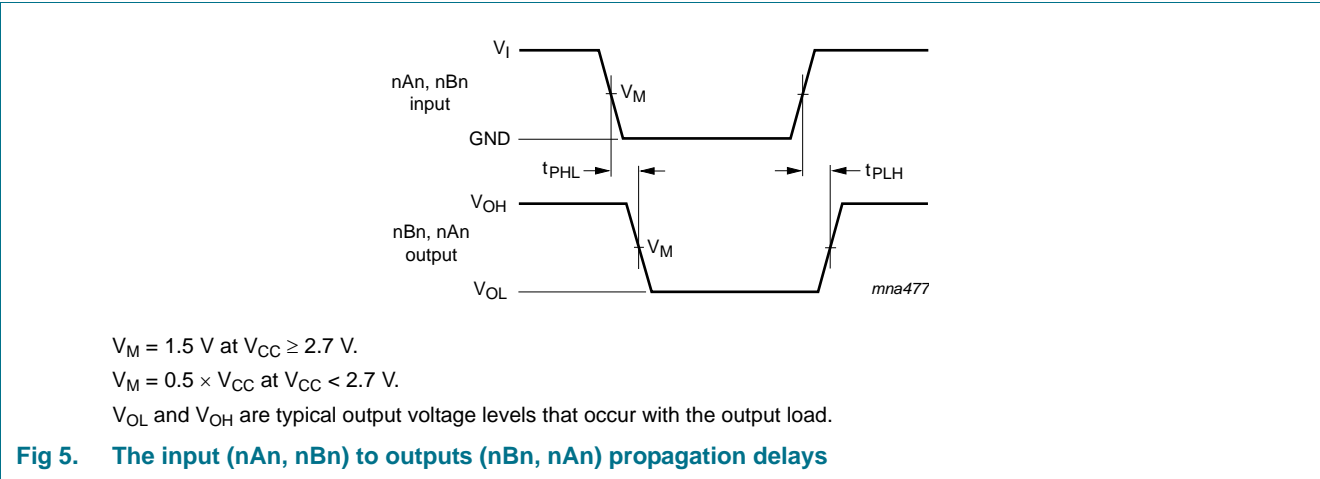 V_I
nAn, nBn
input
V_M
GND
t_PHL
t_PLH
V_OH
nBn, nAn
output
V_M
V_OL
mna477
V_M = 1.5 V at V_CC ≥ 2.7 V.
V_M = 0.5 × V_CC at V_CC < 2.7 V.
V_OL and V_OH are typical output voltage levels that occur with the output load.
Fig 5. The input (nAn, nBn) to outputs (nBn, nAn) propagation delays